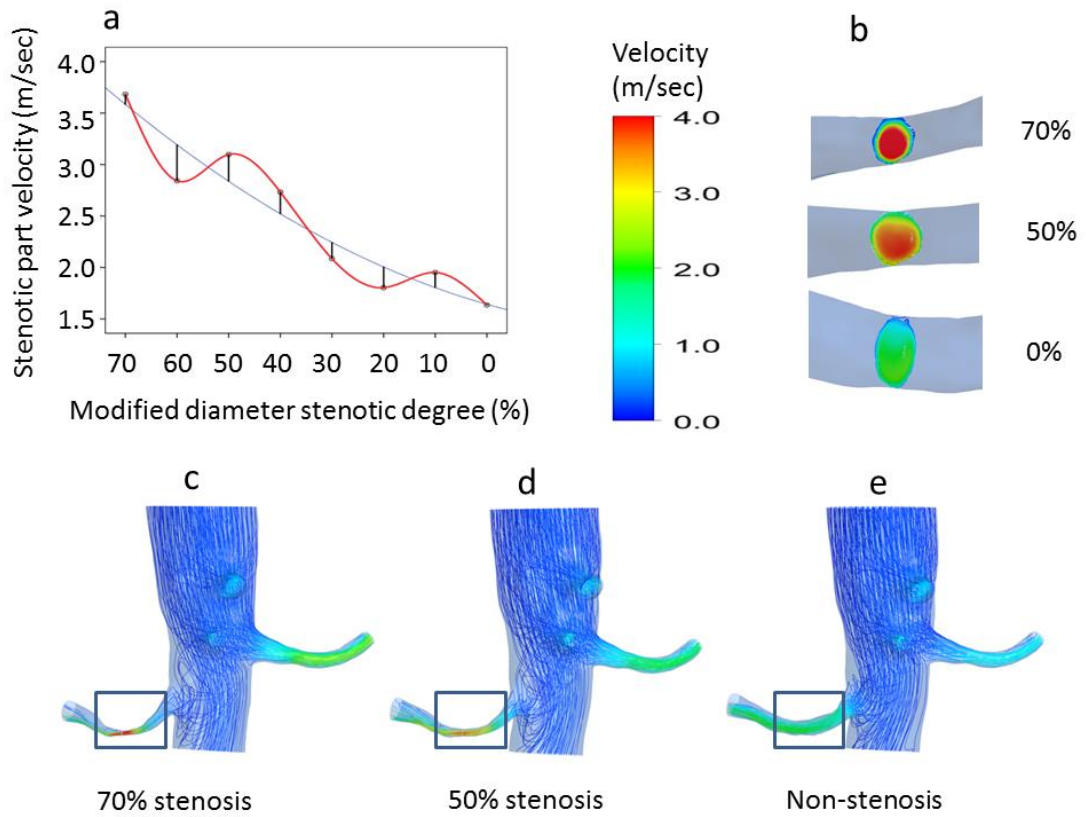 a
Stenotic part velocity (m/sec)
4.0
3.5
3.0
2.5
2.0
1.5
70 60 50 40 30 20 10 0
Modified diameter stenotic degree (%)
Velocity
(m/sec)
4.0
3.0
2.0
1.0
0.0
b
70%
50%
0%
c
d
e
70% stenosis
50% stenosis
Non-stenosis